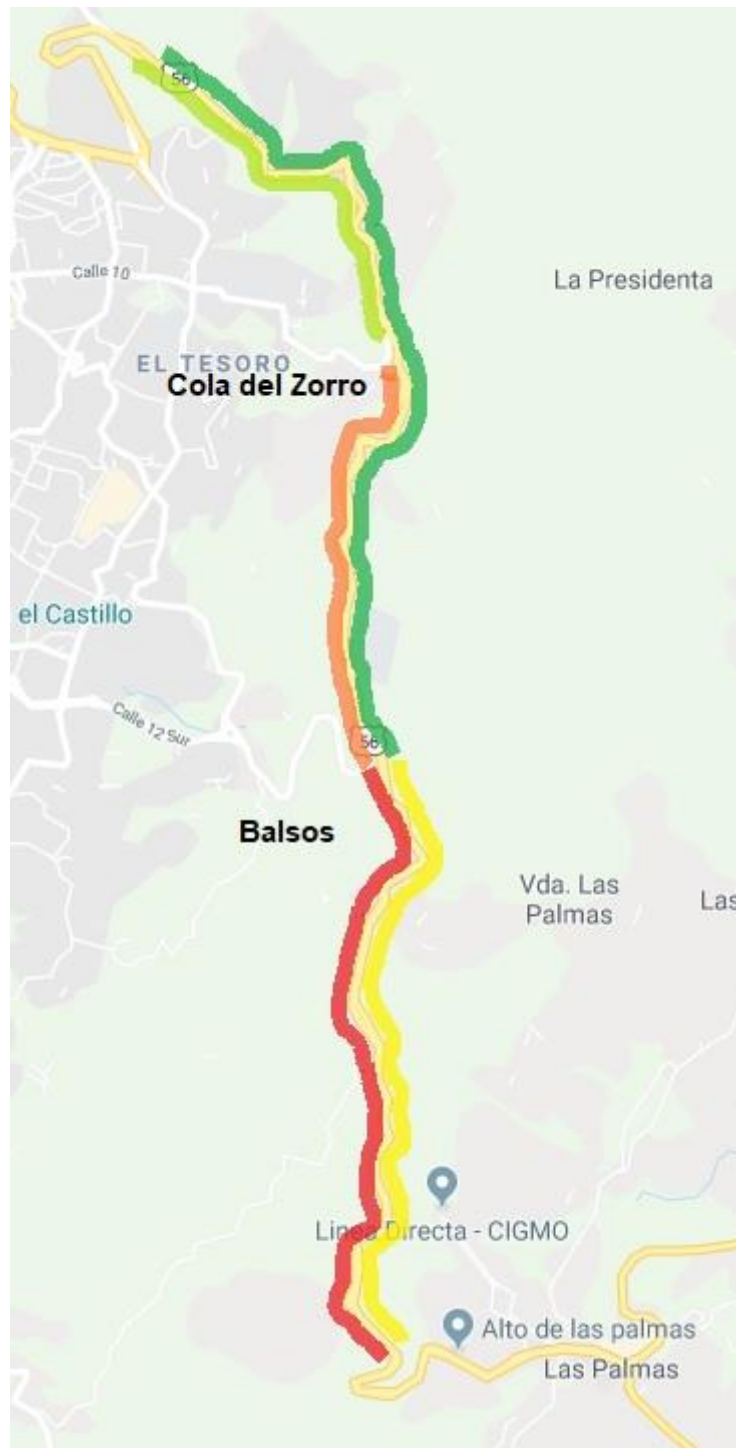 56
Calle 10
La Presidenta
EL TESORO
Cola del Zorro
el Castillo
Calle 12 Sur
56
Balsos
Vda. Las
Palmas
Las
Linea Directa - CIGMO
Alto de las palmas
Las Palmas